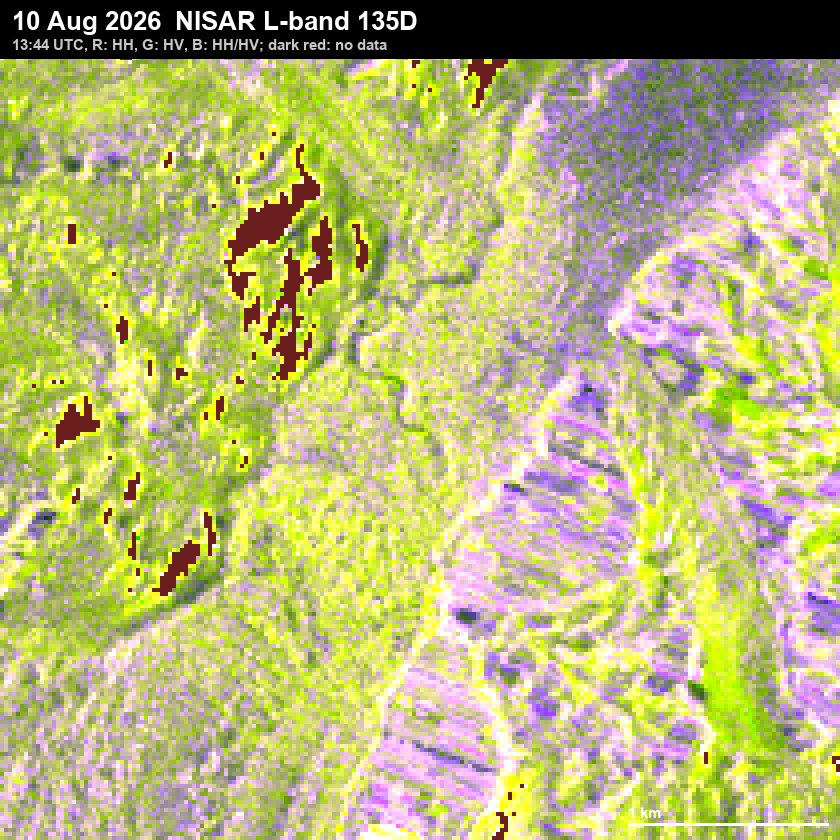 10 Aug 2026  NISAR L-band 135D
13:44 UTC, R: HH, G: HV, B: HH/HV; dark red: no data
1 km